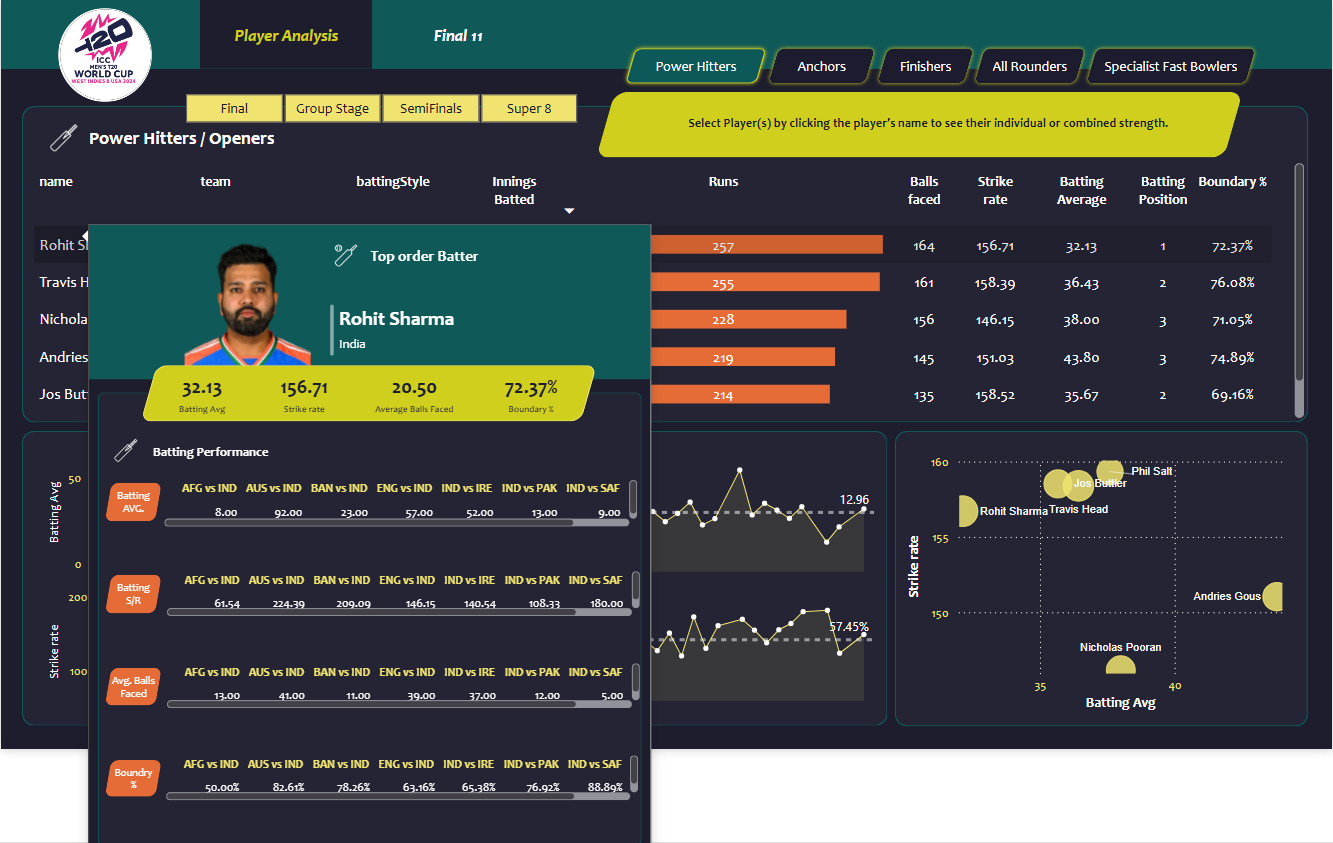 T20
ICC
MEN'S T20
WORLD CUP
WEST INDIES & USA 2024
Player Analysis
Final 11
Power Hitters
Anchors
Finishers
All Rounders
Specialist Fast Bowlers
Final
Group Stage
SemiFinals
Super 8
Select Player(s) by clicking the player's name to see their individual or combined strength.
Power Hitters / Openers
name team battingStyle Innings Batted Runs Balls faced Strike rate Batting Average Batting Position Boundary %
Rohit 257 164 156.71 32.13 1 72.37%
Travis 255 161 158.39 36.43 2 76.08%
228 156 146.15 38.00 3 71.05%
Andries 219 145 151.03 43.80 3 74.89%
Jos 214 135 158.52 35.67 2 69.16%
Top order Batter
Rohit Sharma
India
32.13 156.71 20.50 72.37%
Batting Avg Strike rate Average Balls Faced Boundary %
Batting Performance
Batting AVG.
AFG vs IND AUS vs IND BAN vs IND ENG vs IND IND vs IRE IND vs PAK IND vs SAF
8.00 92.00 23.00 57.00 52.00 13.00 9.00
Batting S/R
AFG vs IND AUS vs IND BAN vs IND ENG vs IND IND vs IRE IND vs PAK IND vs SAF
61.54 224.39 209.09 146.15 140.54 108.33 180.00
Avg. Balls Faced
AFG vs IND AUS vs IND BAN vs IND ENG vs IND IND vs IRE IND vs PAK IND vs SAF
13.00 41.00 11.00 39.00 37.00 12.00 5.00
Boundry %
AFG vs IND AUS vs IND BAN vs IND ENG vs IND IND vs IRE IND vs PAK IND vs SAF
50.00% 82.61% 78.26% 63.16% 65.38% 76.92% 88.89%
Batting Avg
50
0
Strike rate
200
100
12.96
57.45%
Strike rate
160
155
150
Phil Salt
Jos Buttler
Rohit Sharma
Travis Head
Andries Gous
Nicholas Pooran
35
40
Batting Avg